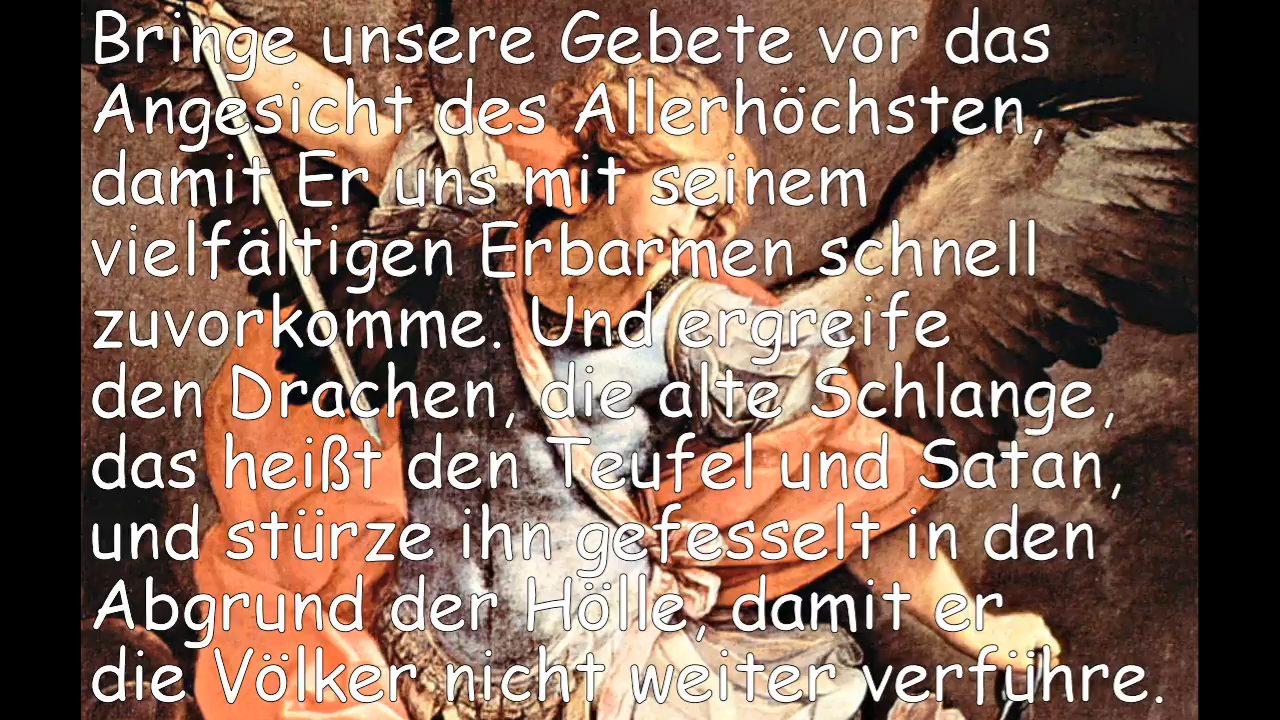 Bringe unsere Gebete vor das
Angesicht des Allerhöchsten,
damit Er uns mit seinem
vielfältigen Erbarmen schnell
zuvorkomme. Und ergreife
den Drachen, die alte Schlange,
das heißt den Teufel und Satan,
und stürze ihn gefesselt in den
Abgrund der Hölle, damit er
die Völker nicht weiter verführe.